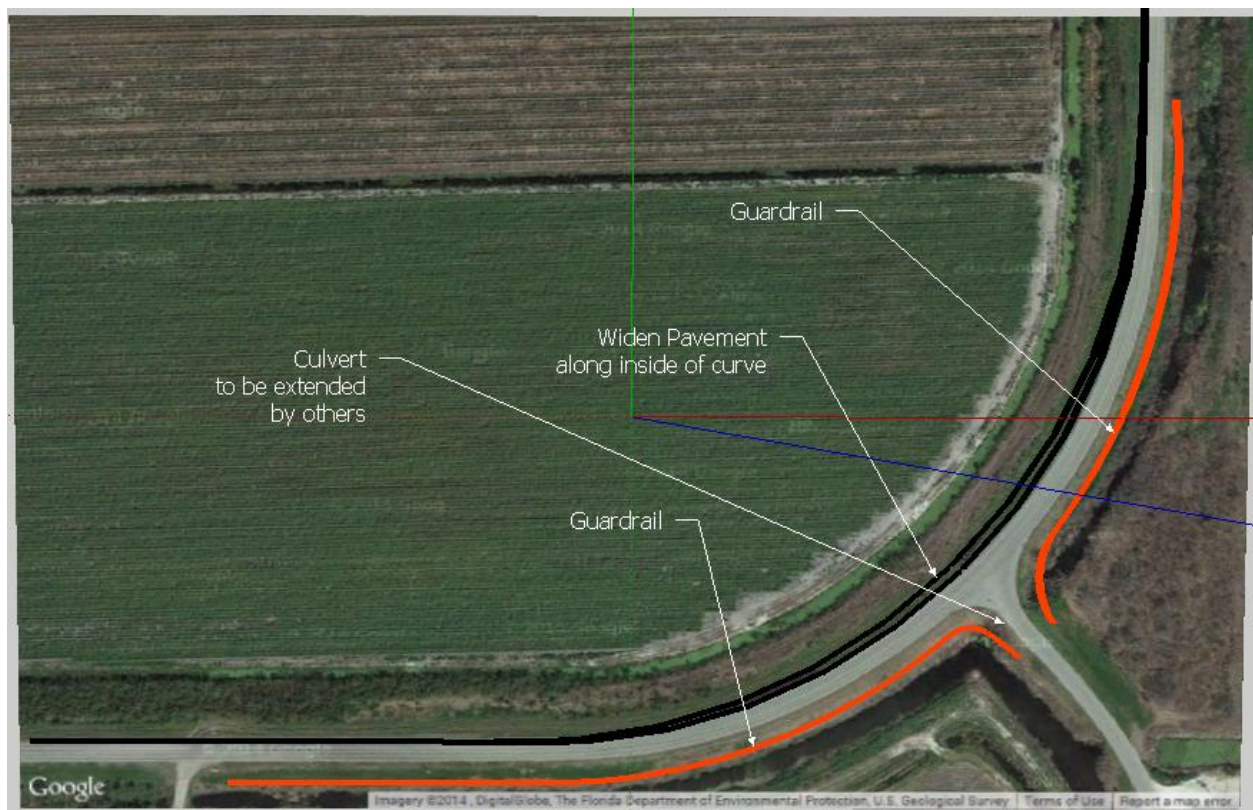 Guardrail
Widen Pavement
along inside of curve
Culvert
to be extended
by others
Guardrail
Google
Imagery ©2014 , DigitalGlobe, The Florida Department of Environmental Protection, U.S. Geological Survey
Terms of Use
Report a map error